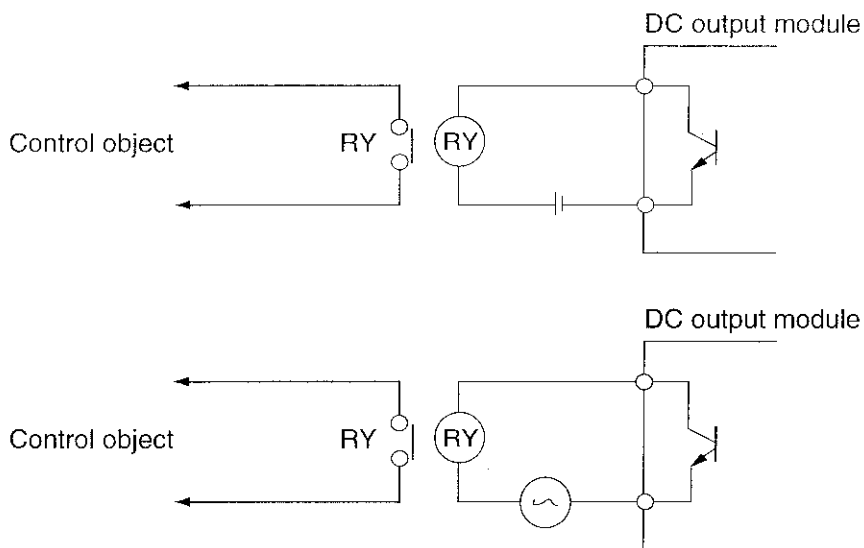 DC output module
Control object
RY
RY
DC output module
Control object
RY
RY